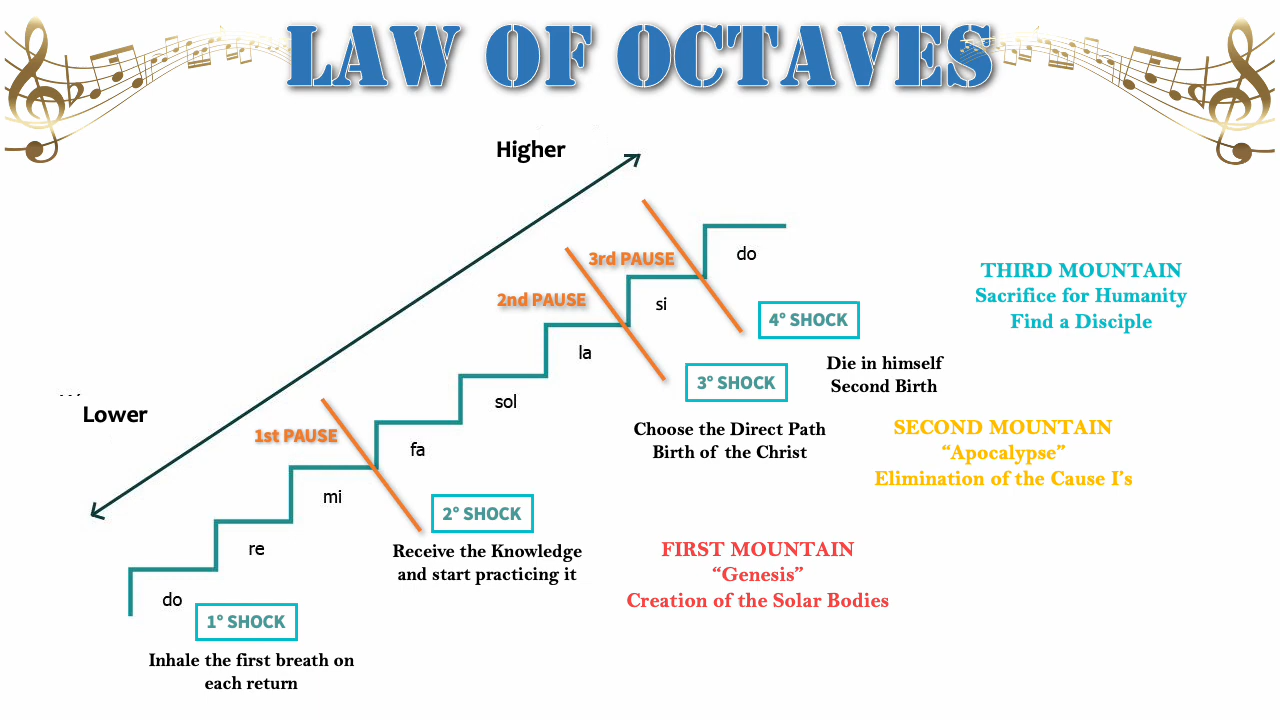 LAW OF OCTAVES
Higher
3rd PAUSE
do
THIRD MOUNTAIN
Sacrifice for Humanity
Find a Disciple
2nd PAUSE
si
4° SHOCK
la
Die in himself
Second Birth
3° SHOCK
sol
Lower
1st PAUSE
fa
Choose the Direct Path
Birth of the Christ
SECOND MOUNTAIN
“Apocalypse”
Elimination of the Cause I’s
mi
2° SHOCK
re
Receive the Knowledge
and start practicing it
FIRST MOUNTAIN
“Genesis”
Creation of the Solar Bodies
do
1° SHOCK
Inhale the first breath on
each return